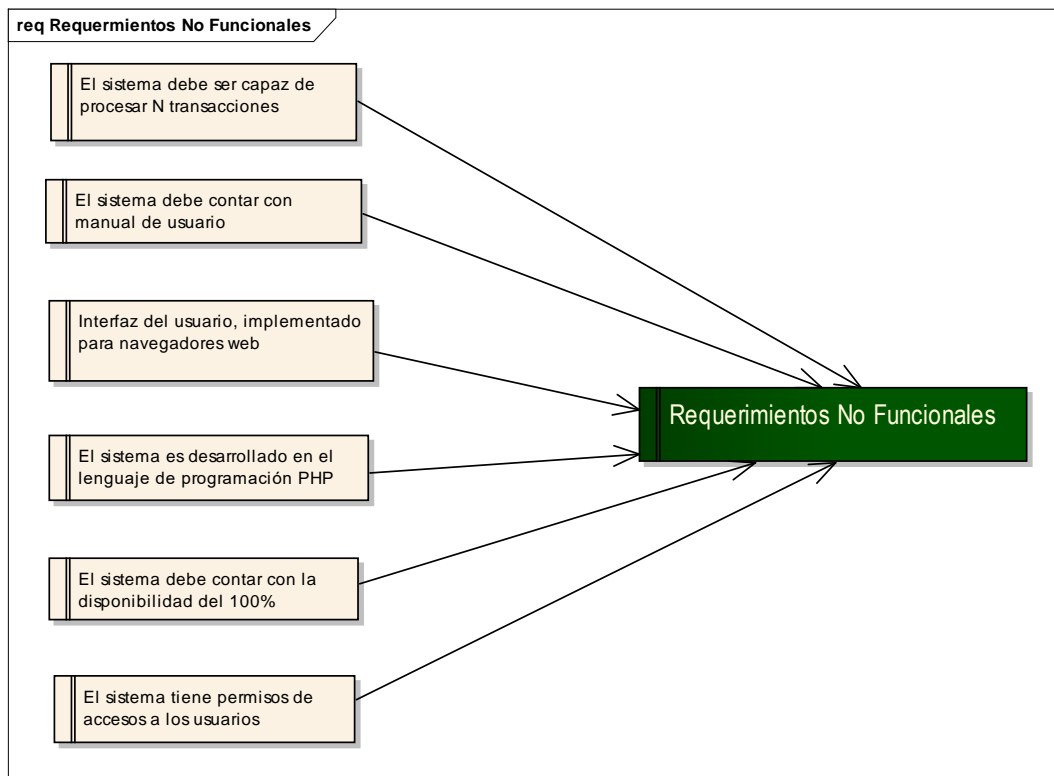 req Requermientos No Funcionales
El sistema debe ser capaz de
procesar N transacciones
El sistema debe contar con
manual de usuario
Interfaz del usuario, implementado
para navegadores web
Requerimientos No Funcionales
El sistema es desarrollado en el
lenguaje de programación PHP
El sistema debe contar con la
disponibilidad del 100%
El sistema tiene permisos de
accesos a los usuarios